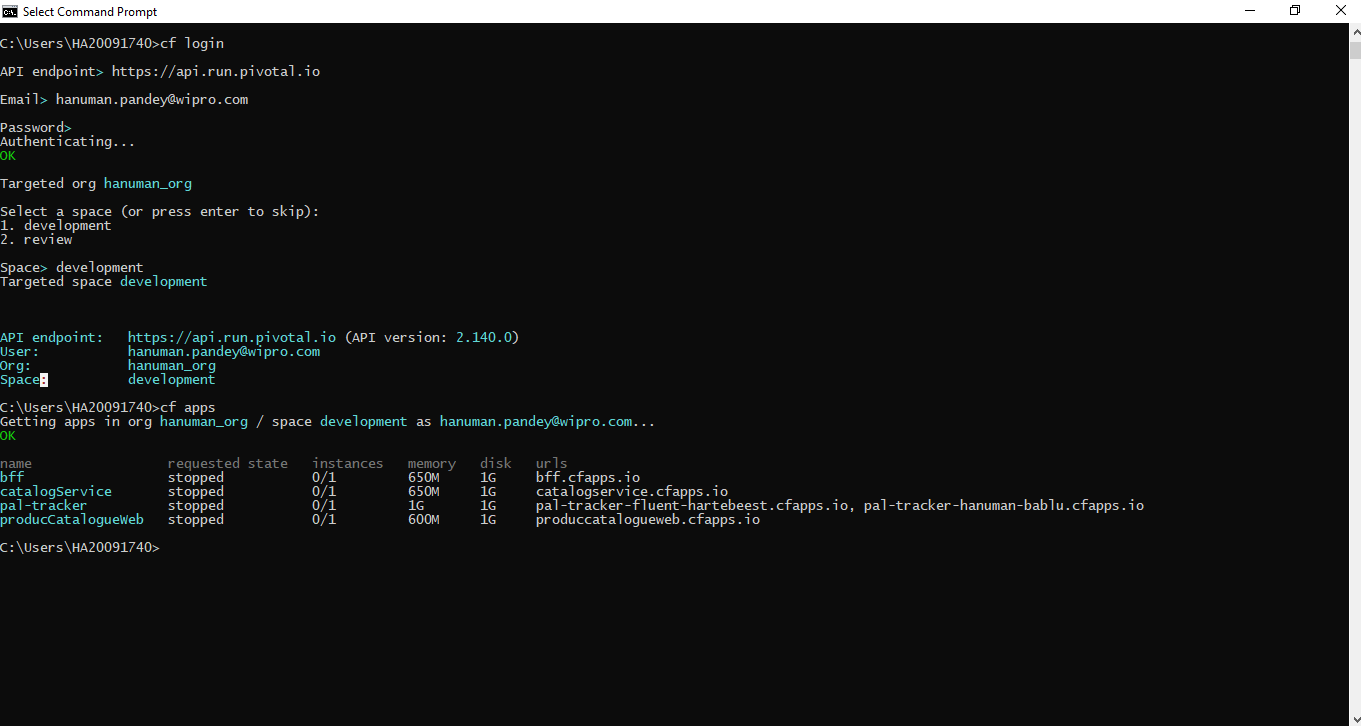 Select Command Prompt
C:\Users\HA20091740>cf login
API endpoint> https://api.run.pivotal.io
Email> hanuman.pandey@wipro.com
Password>
Authenticating...
OK
Targeted org hanuman_org
Select a space (or press enter to skip):
1. development
2. review
Space> development
Targeted space development
API endpoint:   https://api.run.pivotal.io (API version: 2.140.0)
User:           hanuman.pandey@wipro.com
Org:            hanuman_org
Space:          development
C:\Users\HA20091740>cf apps
Getting apps in org hanuman_org / space development as hanuman.pandey@wipro.com...
OK
name                 requested state   instances   memory   disk   urls
bff                  stopped           0/1         650M     1G     bff.cfapps.io
catalogService       stopped           0/1         650M     1G     catalogservice.cfapps.io
pal-tracker          stopped           0/1         1G       1G     pal-tracker-fluent-hartebeest.cfapps.io, pal-tracker-hanuman-bablu.cfapps.io
producCatalogueWeb   stopped           0/1         600M     1G     produccatalogueweb.cfapps.io
C:\Users\HA20091740>